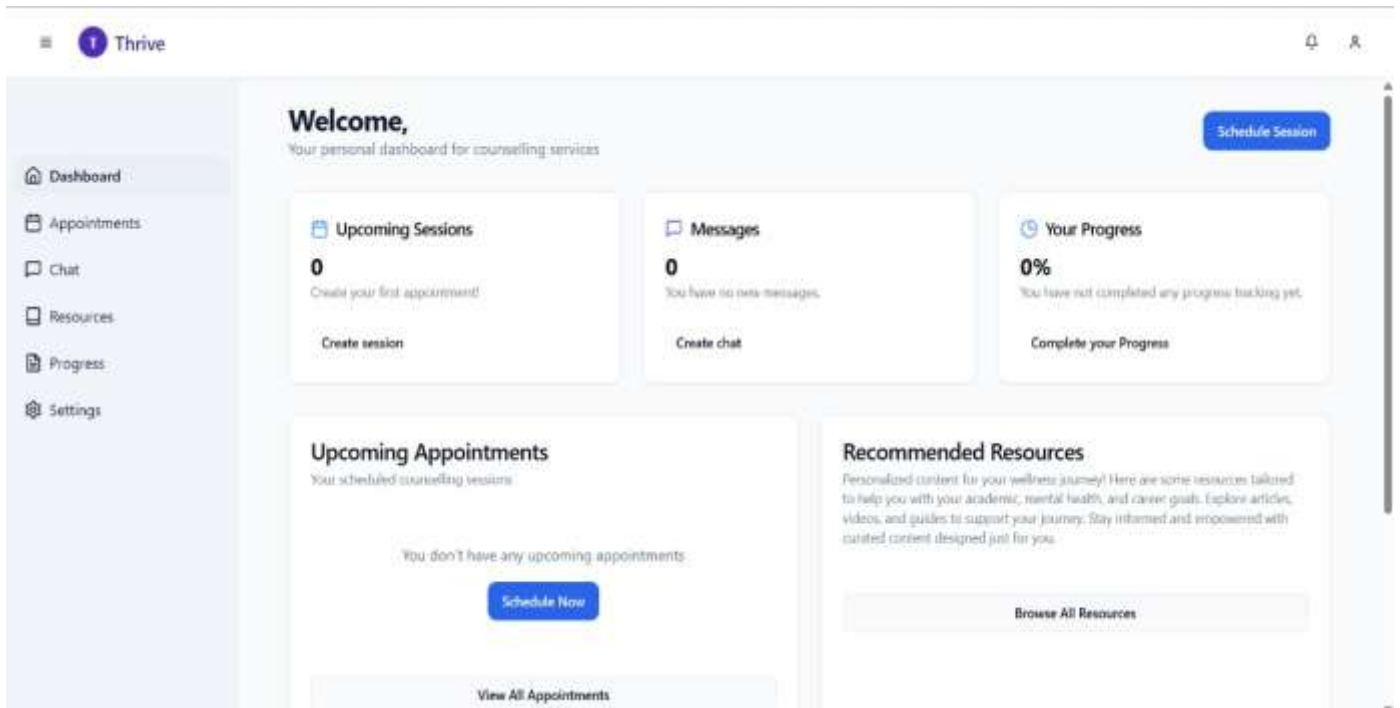 T Thrive
Welcome,
Your personal dashboard for counselling services
Schedule Session
Dashboard
Appointments
Chat
Resources
Progress
Settings
Upcoming Sessions
0
Create your first appointment!
Create session
Messages
0
You have no new messages.
Create chat
Your Progress
0%
You have not completed any progress tracking yet.
Complete your Progress
Upcoming Appointments
Your scheduled counselling sessions
You don't have any upcoming appointments
Schedule Now
View All Appointments
Recommended Resources
Personalized content for your wellness journey! Here are some resources tailored
to help you with your academic, mental health, and career goals. Explore articles,
videos, and guides to support your journey. Stay informed and empowered with
curated content designed just for you.
Browse All Resources